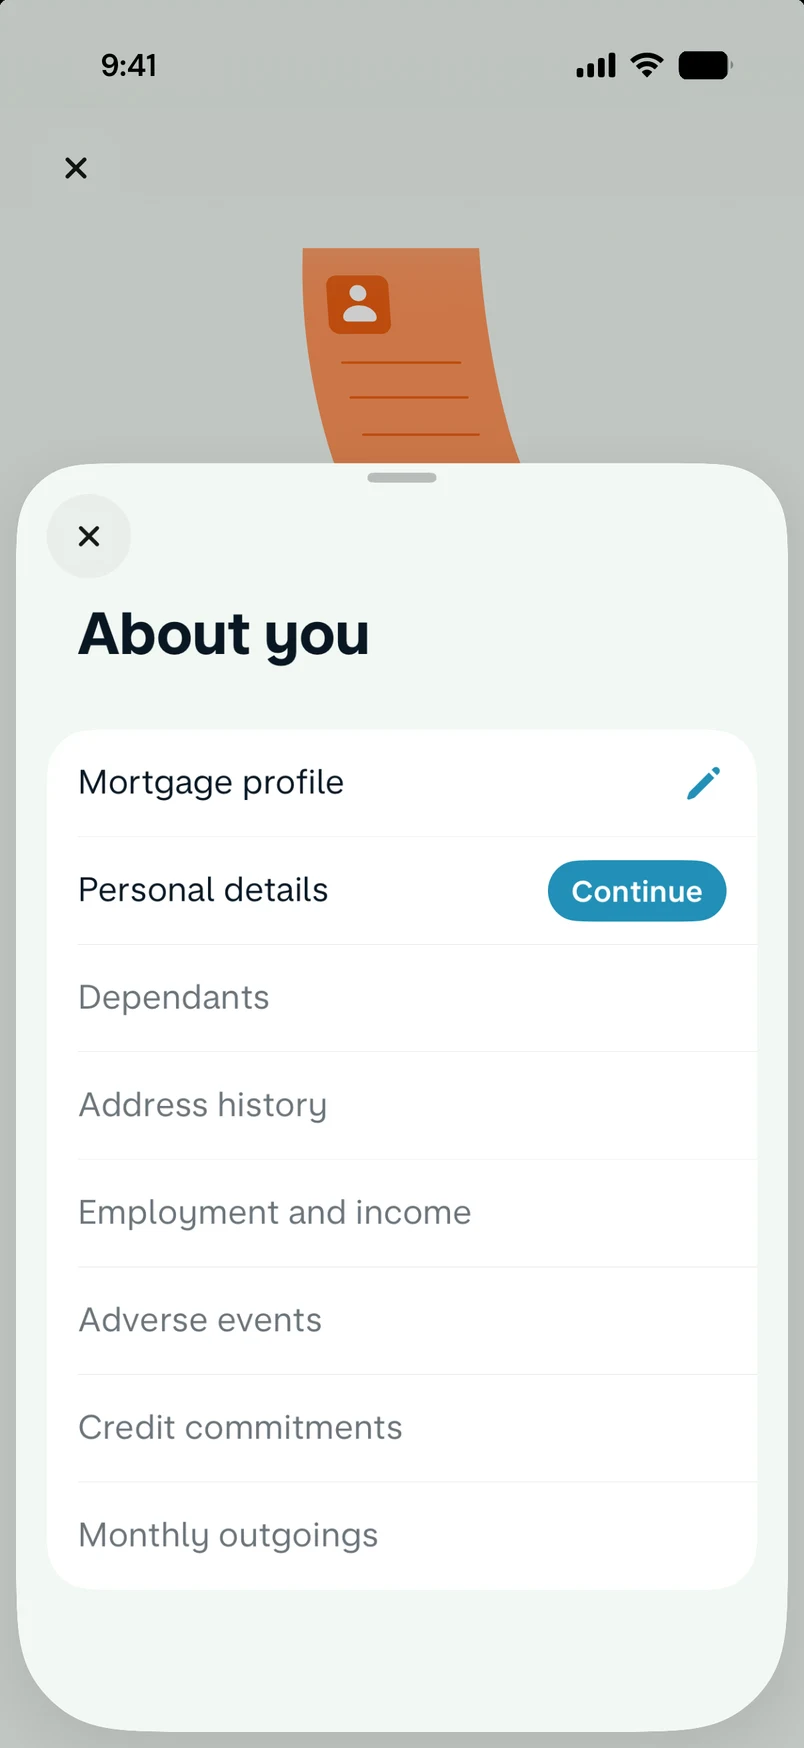 9:41
About you
Mortgage profile
Personal details
Continue
Dependants
Address history
Employment and income
Adverse events
Credit commitments
Monthly outgoings